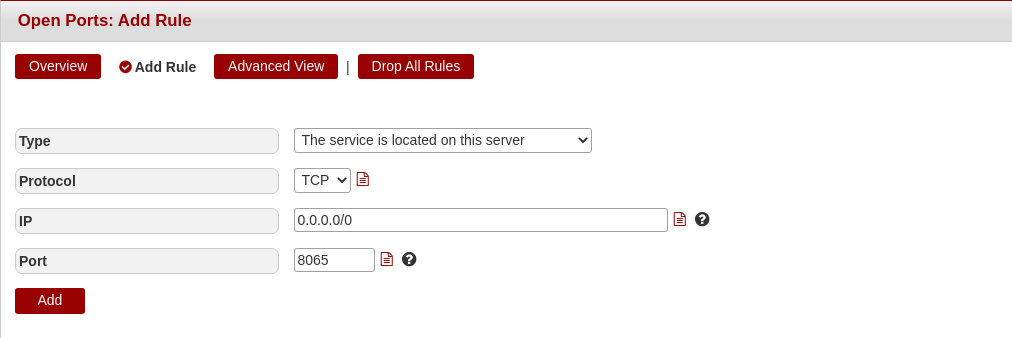 Open Ports: Add Rule
Overview Add Rule Advanced View | Drop All Rules
Type The service is located on this server
Protocol TCP
IP 0.0.0.0/0
Port 8065
Add